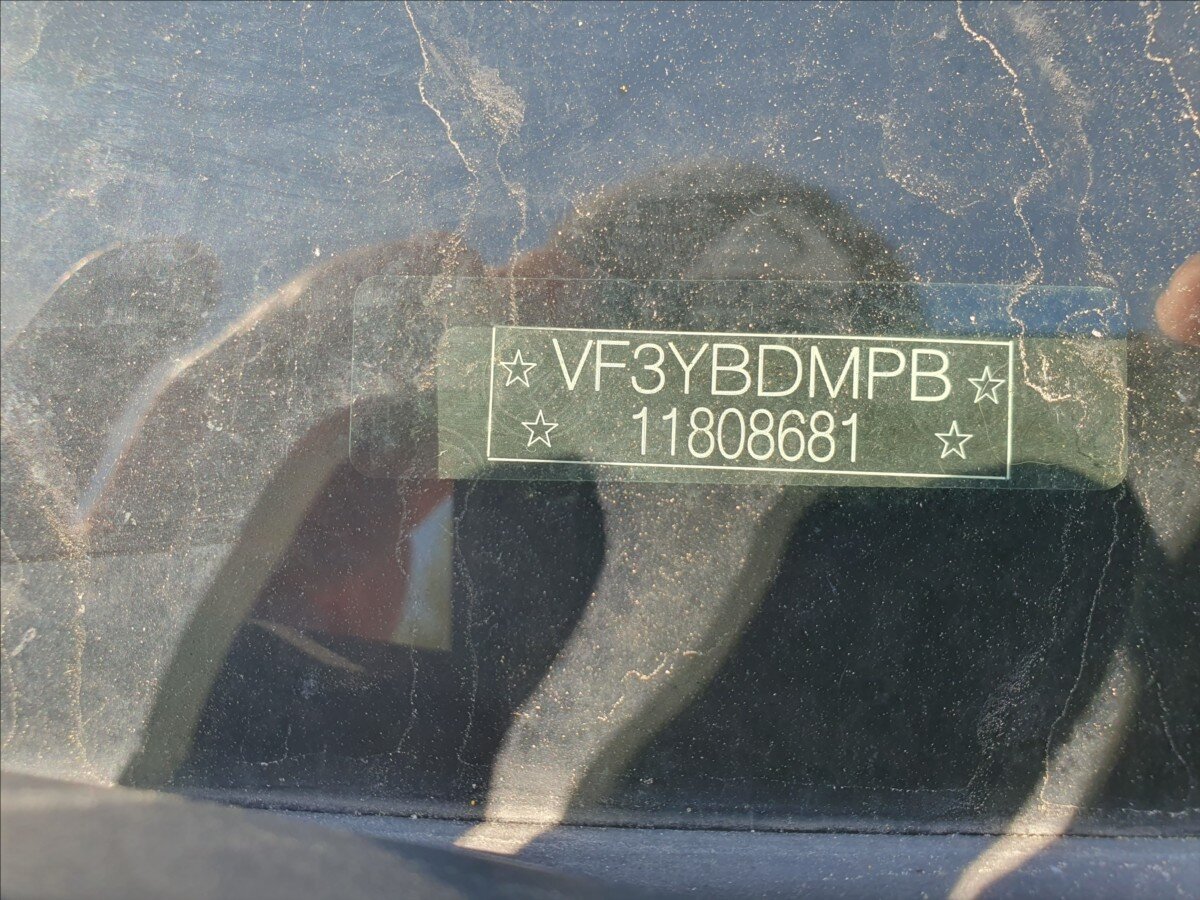 ☆ VF3YBDMPB ☆
☆ 11808681 ☆